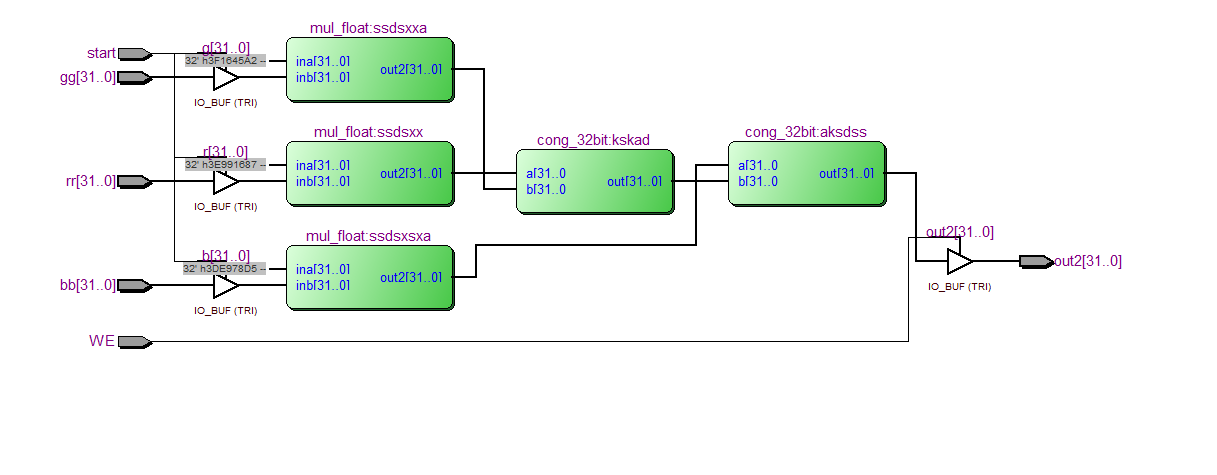 start
gg[31..0]
g[31..0]
32' h3F1645A2 --
IO_BUF (TRI)
mul_float:ssdsxxa
ina[31..0]
inb[31..0]
out2[31..0]
rr[31..0]
r[31..0]
32' h3E991687 --
IO_BUF (TRI)
mul_float:ssdsxx
ina[31..0]
inb[31..0]
out2[31..0]
bb[31..0]
b[31..0]
32' h3DE978D5 --
IO_BUF (TRI)
mul_float:ssdsxsxa
ina[31..0]
inb[31..0]
out2[31..0]
WE
cong_32bit:kskad
a[31..0
b[31..0
out[31..0]
cong_32bit:aksdss
a[31..0
b[31..0
out[31..0]
out2[31..0]
IO_BUF (TRI)
out2[31..0]